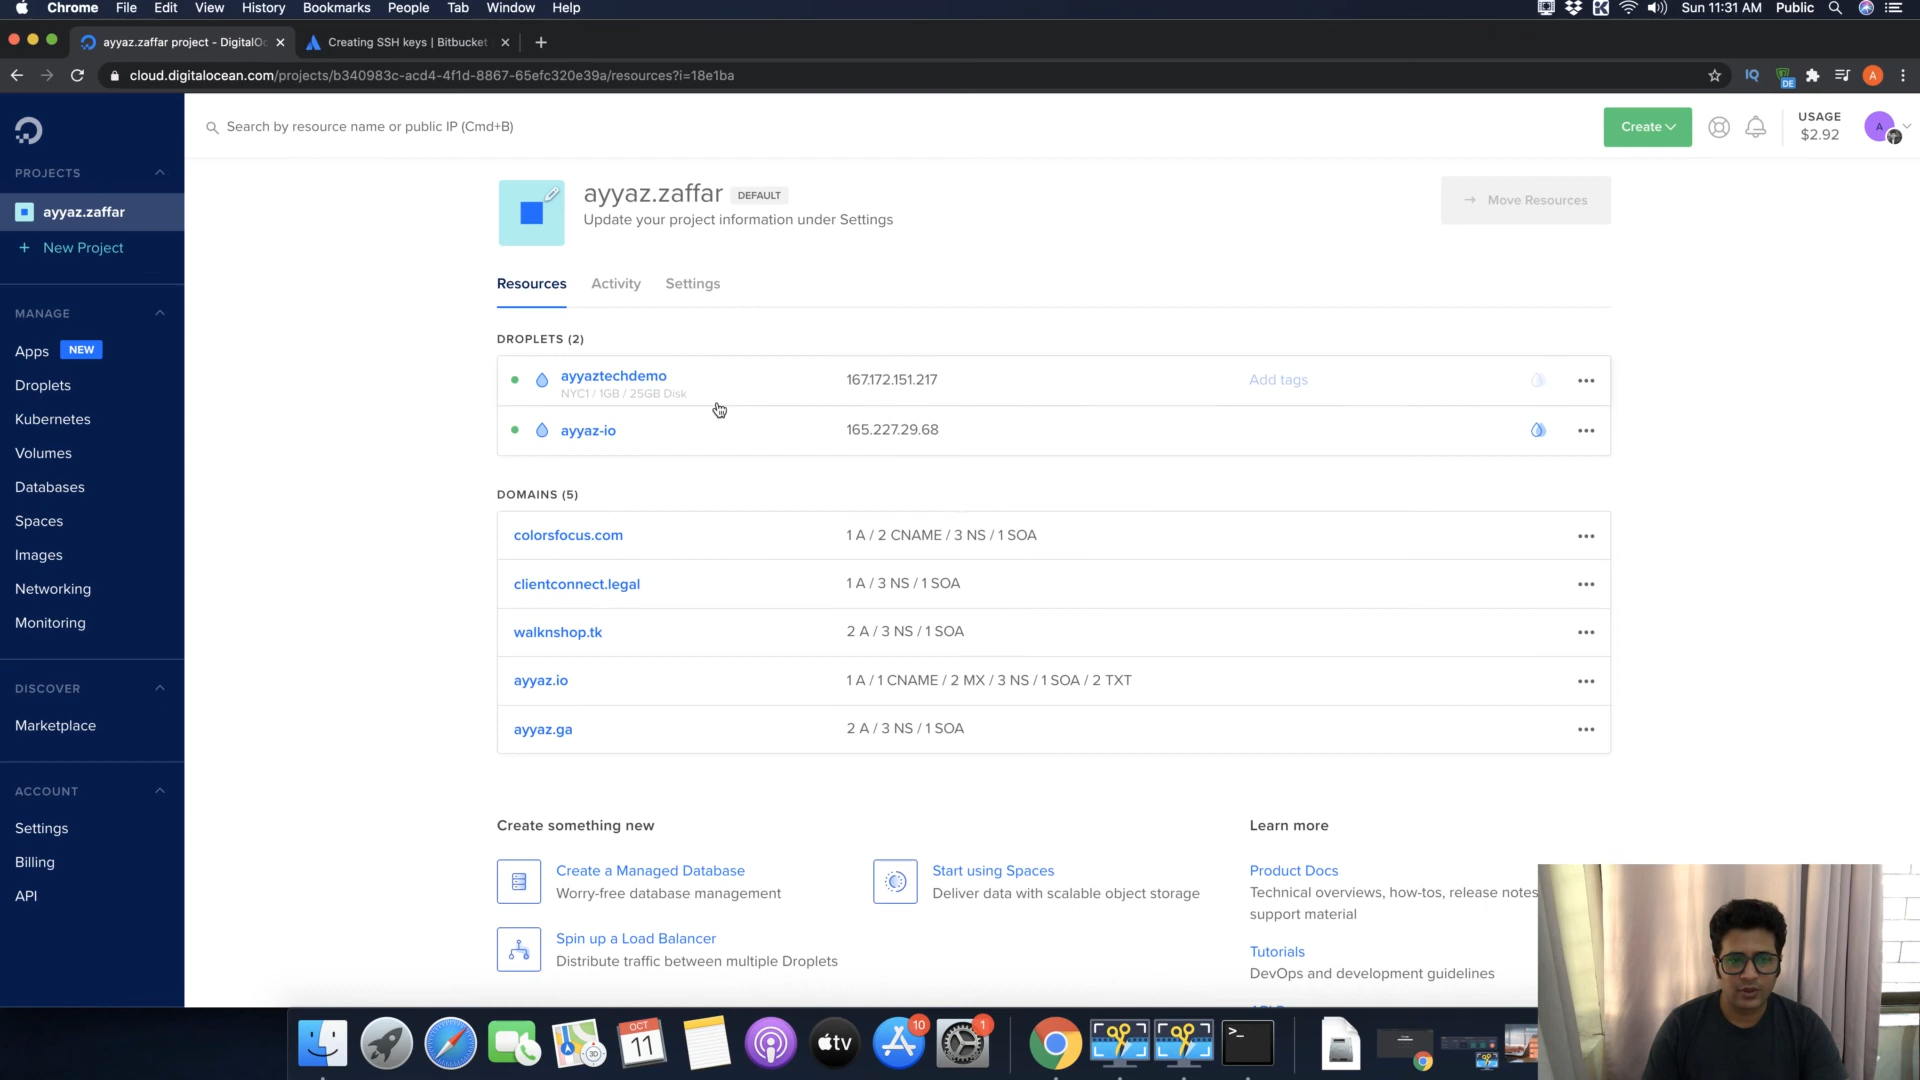 Chrome File Edit View History Bookmarks People Tab Window Help
Sun 11:31 AM Public
ayyaz.zaffar project - DigitalOc
Creating SSH keys | Bitbucket
cloud.digitalocean.com/projects/b340983c-acd4-4f1d-8867-65efc320e39a/resources?i=18e1ba
IQ
DE
A
Search by resource name or public IP (Cmd+B)
Create
USAGE
$2.92
A
PROJECTS
ayyaz.zaffar
+ New Project
MANAGE
Apps NEW
Droplets
Kubernetes
Volumes
Databases
Spaces
Images
Networking
Monitoring
DISCOVER
Marketplace
ACCOUNT
Settings
Billing
API
ayyaz.zaffar DEFAULT
Update your project information under Settings
→ Move Resources
Resources Activity Settings
DROPLETS (2)
ayyaztechdemo 167.172.151.217 Add tags
NYC1 / 1GB / 25GB Disk
ayyaz-io 165.227.29.68
DOMAINS (5)
colorsfocus.com 1 A / 2 CNAME / 3 NS / 1 SOA
clientconnect.legal 1 A / 3 NS / 1 SOA
walknshop.tk 2 A / 3 NS / 1 SOA
ayyaz.io 1 A / 1 CNAME / 2 MX / 3 NS / 1 SOA / 2 TXT
ayyaz.ga 2 A / 3 NS / 1 SOA
Create something new
Create a Managed Database
Worry-free database management
Start using Spaces
Deliver data with scalable object storage
Spin up a Load Balancer
Distribute traffic between multiple Droplets
Learn more
Product Docs
Technical overviews, how-tos, release notes
support material
Tutorials
DevOps and development guidelines
3D
OCT
11
tv
10
1
>_